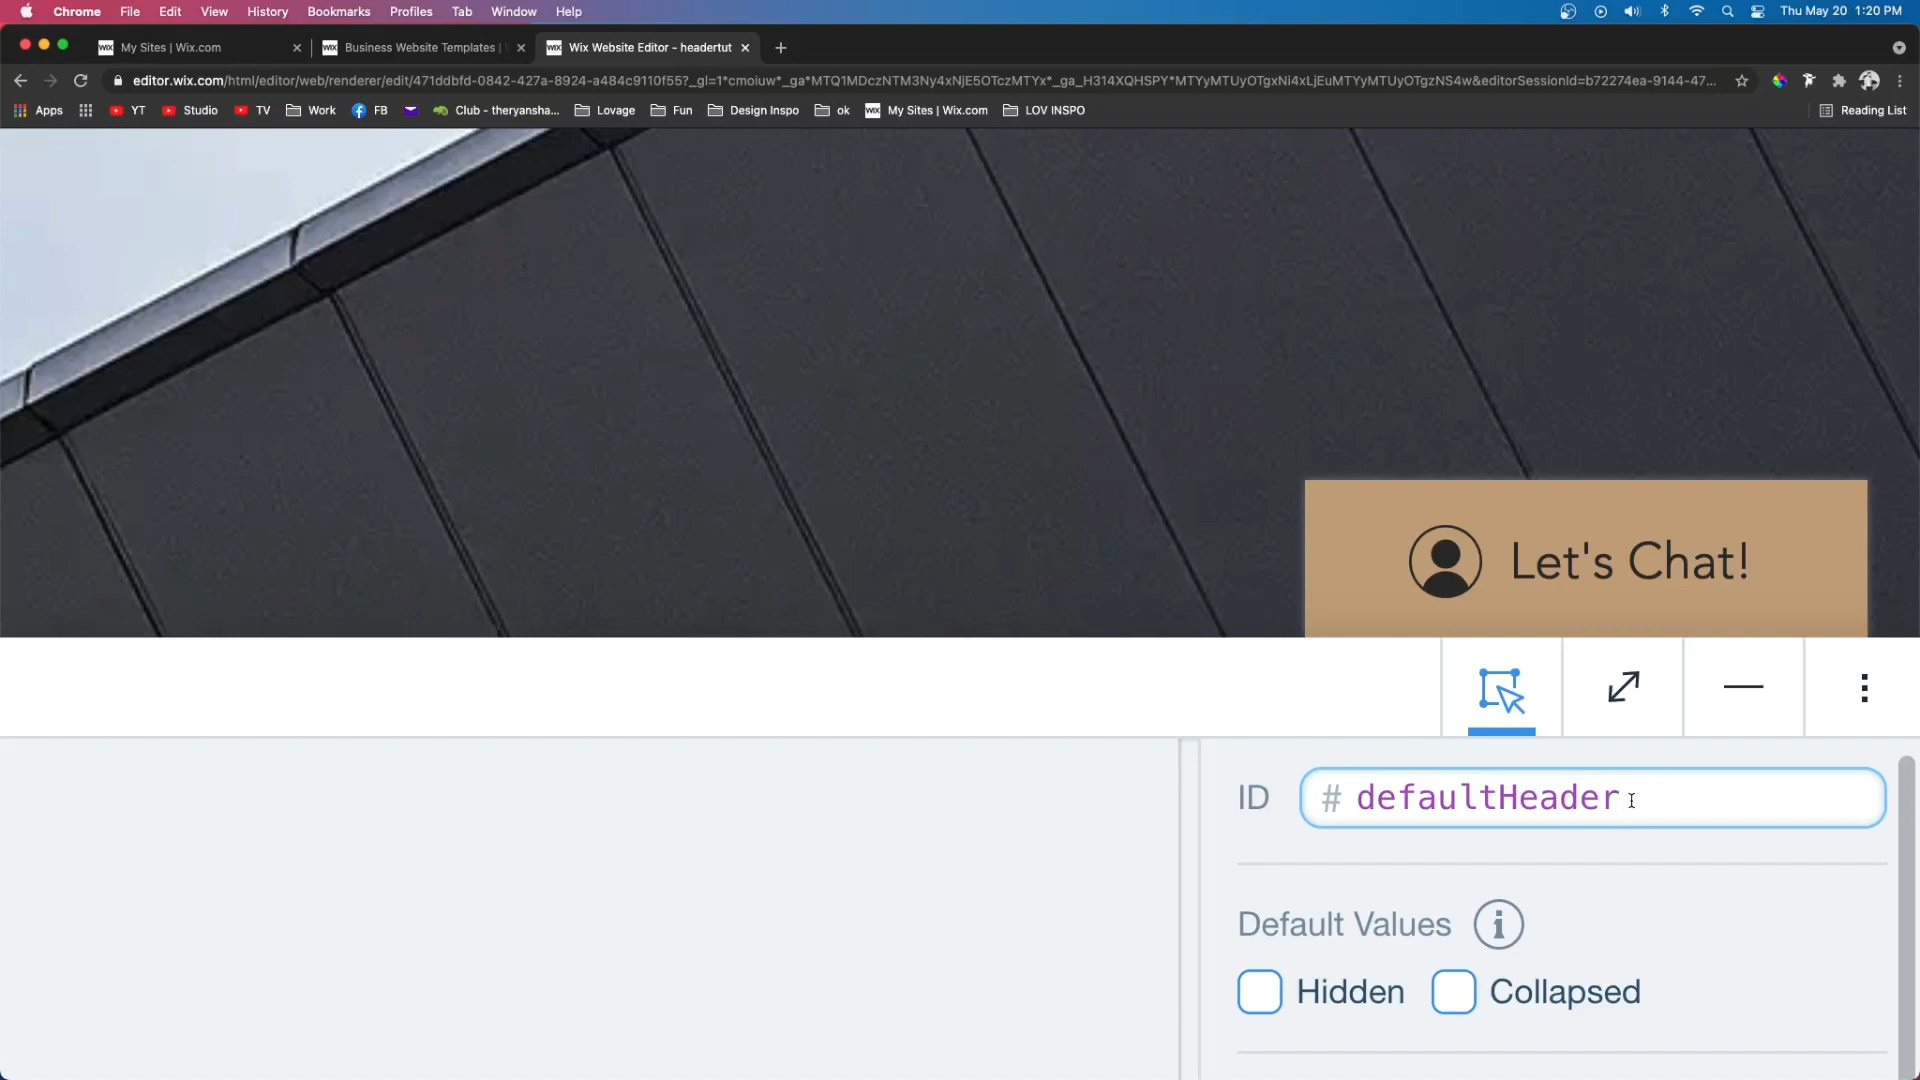 Chrome File Edit View History Bookmarks Profiles Tab Window Help Thu May 20 1:20 PM
WIX My Sites | Wix.com WIX Business Website Templates | WIX Wix Website Editor - headertut
editor.wix.com/html/editor/web/renderer/edit/471ddbfd-0842-427a-8924-a484c9110f55?_gl=1*cmoiuw*_ga*MTQ1MDczNTM3Ny4xNjE5OTczMTYx*_ga_H314XQHSPY*MTYyMTUyOTgxNi4xLjEuMTYyMTUyOTgzNS4w&editorSessionId=b72274ea-9144-47...
Apps YT Studio TV Work FB Club - theryansha... Lovage Fun Design Inspo ok WIX My Sites | Wix.com LOV INSPO Reading List
Let's Chat!
ID # defaultHeader
Default Values
Hidden Collapsed